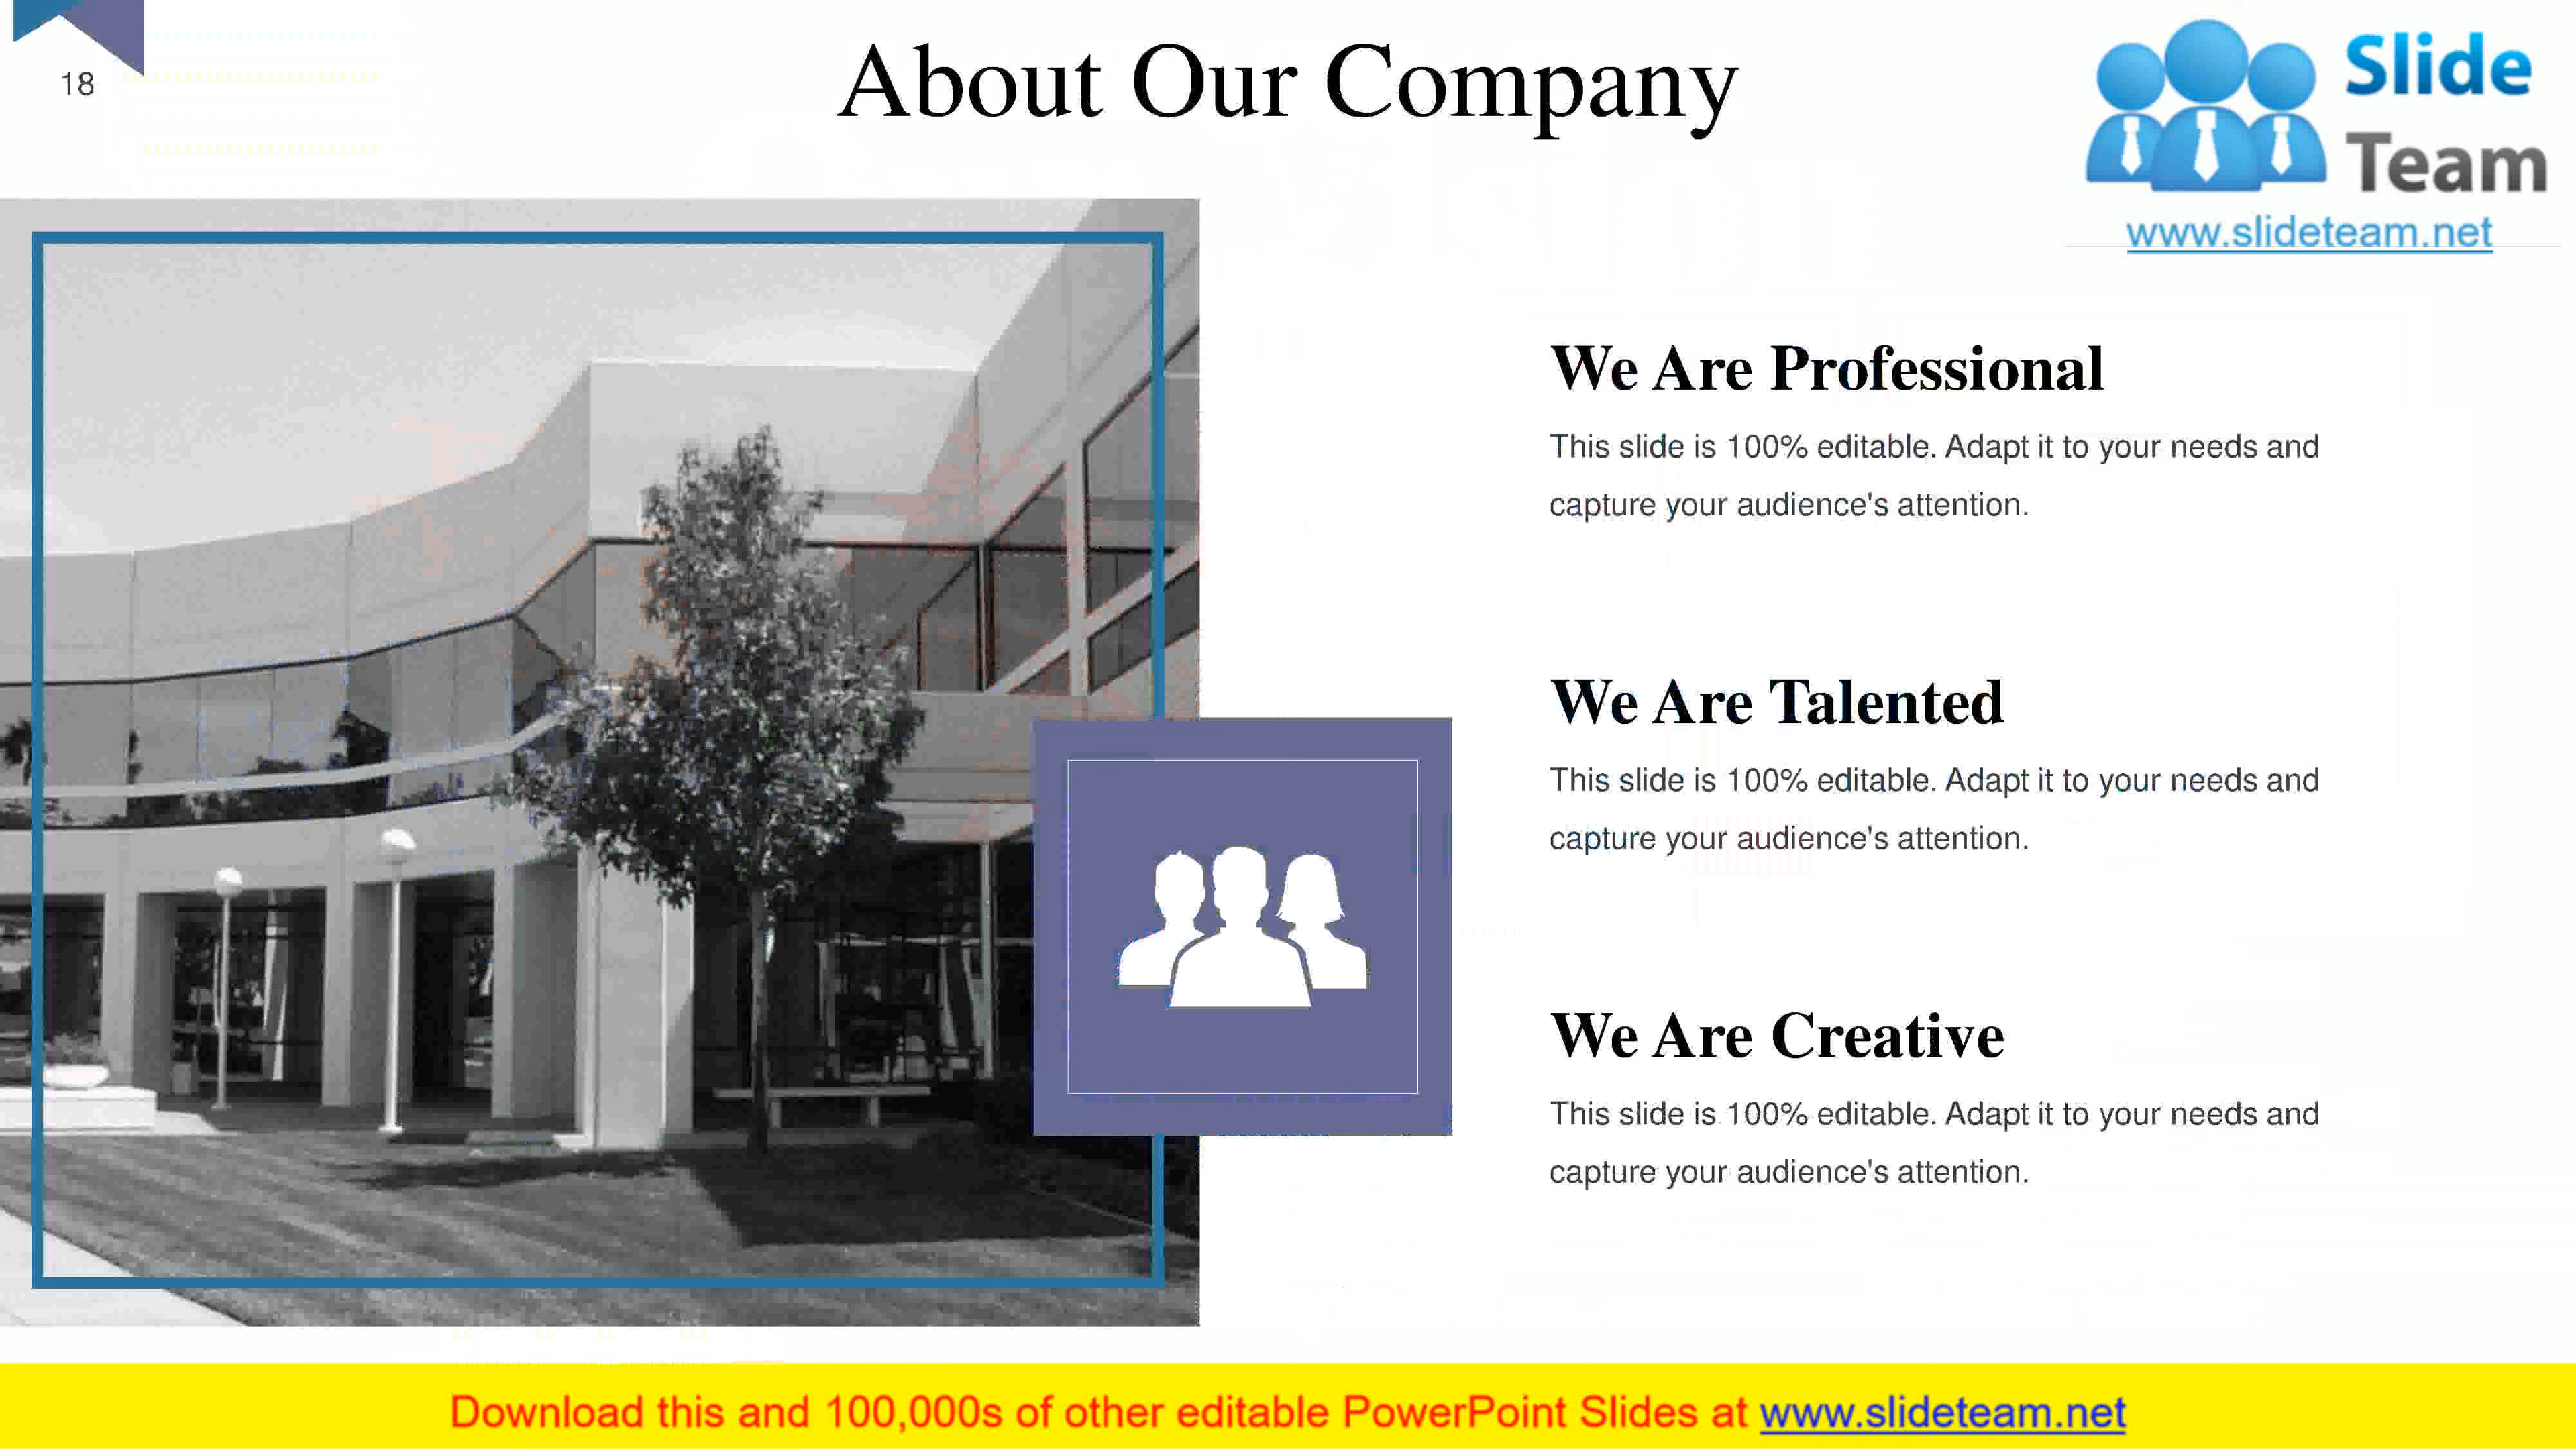 18
About Our Company
Slide
Team
www.slideteam.net
We Are Professional
This slide is 100% editable. Adapt it to your needs and
capture your audience's attention.
We Are Talented
This slide is 100% editable. Adapt it to your needs and
capture your audience's attention.
We Are Creative
This slide is 100% editable. Adapt it to your needs and
capture your audience's attention.
Download this and 100,000s of other editable PowerPoint Slides at www.slideteam.net